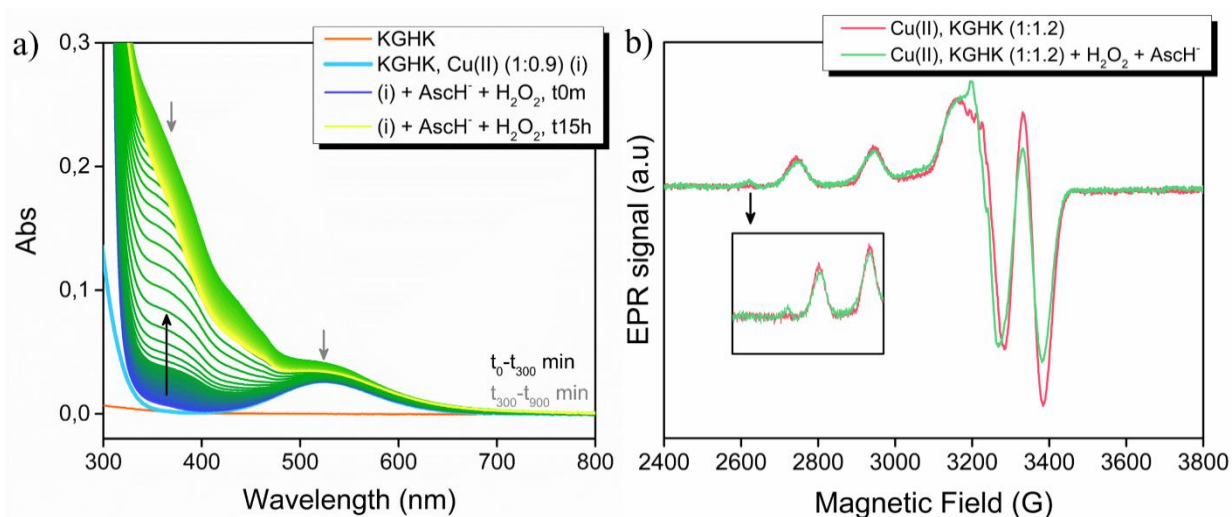 a)
KGHK
KGHK, Cu(II) (1:0.9) (i)
(i) + AscH⁻ + H₂O₂, t0m
(i) + AscH⁻ + H₂O₂, t15h
0,3
0,2
0,1
0,0
Abs
t₀-t₃₀₀ min
t₃₀₀-t₉₀₀ min
300 400 500 600 700 800
Wavelength (nm)
b)
Cu(II), KGHK (1:1.2)
Cu(II), KGHK (1:1.2) + H₂O₂ + AscH⁻
EPR signal (a.u)
2400 2600 2800 3000 3200 3400 3600 3800
Magnetic Field (G)